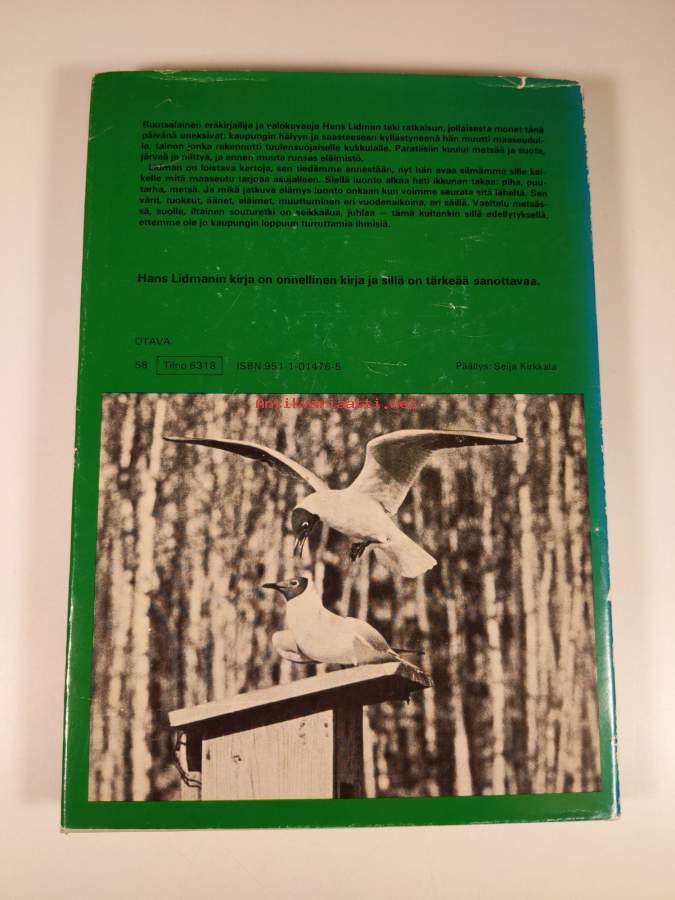 Ruotsalainen eräkirjailija ja valokuvaaja Hans Lidman teki ratkaisun, jollaisesta monet tänä
päivänä uneksivat: kaupungin hälyyn ja saasteeseen kyllästyneenä hän muutti maaseudul-
le, taloon jonka rakennutti tuulensuojaiselle kukkulalle. Paratiisiin kuului metsää ja suota,
järveä ja niittyä, ja ennen muuta runsas eläimistö.
Lidman on loistava kertoja, sen tiedämme ennestään, nyt hän avaa silmämme sille kai-
kelle mitä maaseutu tarjoaa asujalleen. Siellä luonto alkaa heti ikkunan takaa: piha, puu-
tarha, metsä. Ja mikä jatkuva elämys luonto onkaan kun voimme seurata sitä läheltä. Sen
värit, tuoksut, äänet, eläimet, muuttuminen eri vuodenaikoina, eri säillä. Vaeltelu metsäs-
sä, suolla, iltainen souturetki on seikkailua, juhlaa – tämä kuitenkin sillä edellytyksellä,
ettemme ole jo kaupungin loppuun turruttamia ihmisiä.
Hans Lidmanin kirja on onnellinen kirja ja sillä on tärkeää sanottavaa.
OTAVA
58 Tilno 6318 ISBN 951-1-01476-5 Päällys: Seija Kirkkala
Antikvariaatti.net